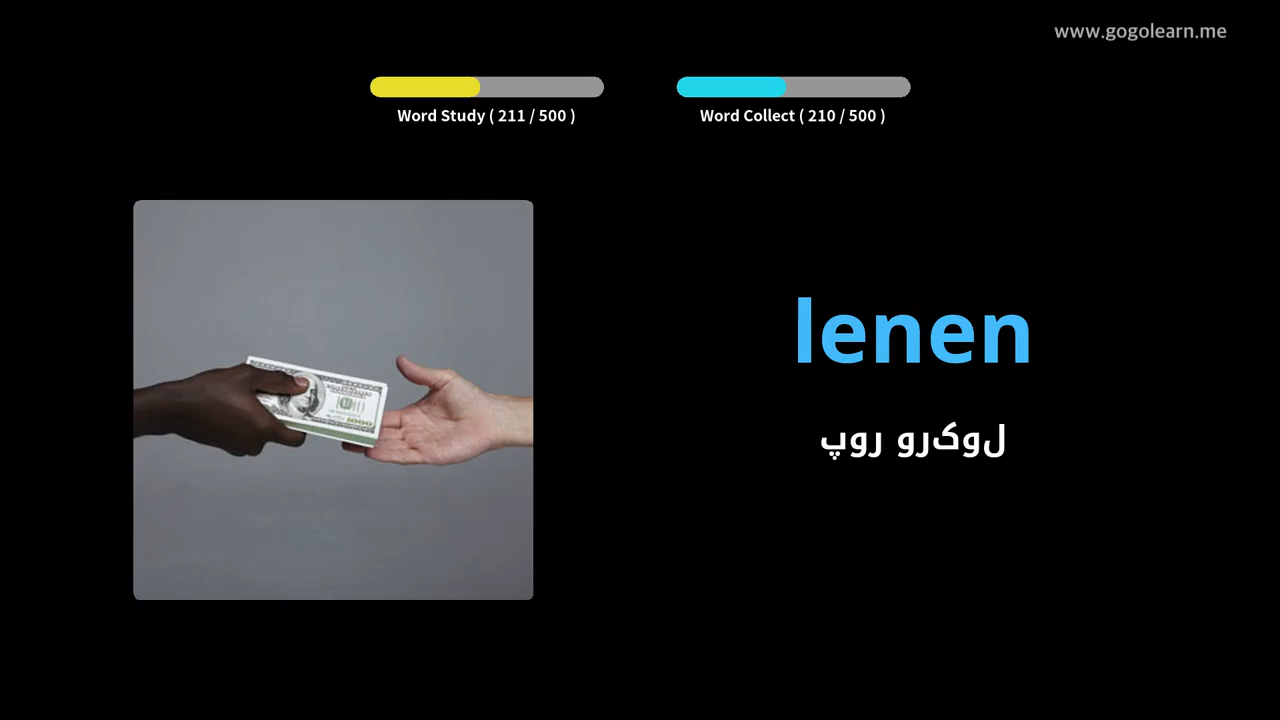 www.gogolearn.me
Word Study ( 211 / 500 )
Word Collect ( 210 / 500 )
lenen
لوکرو روپ